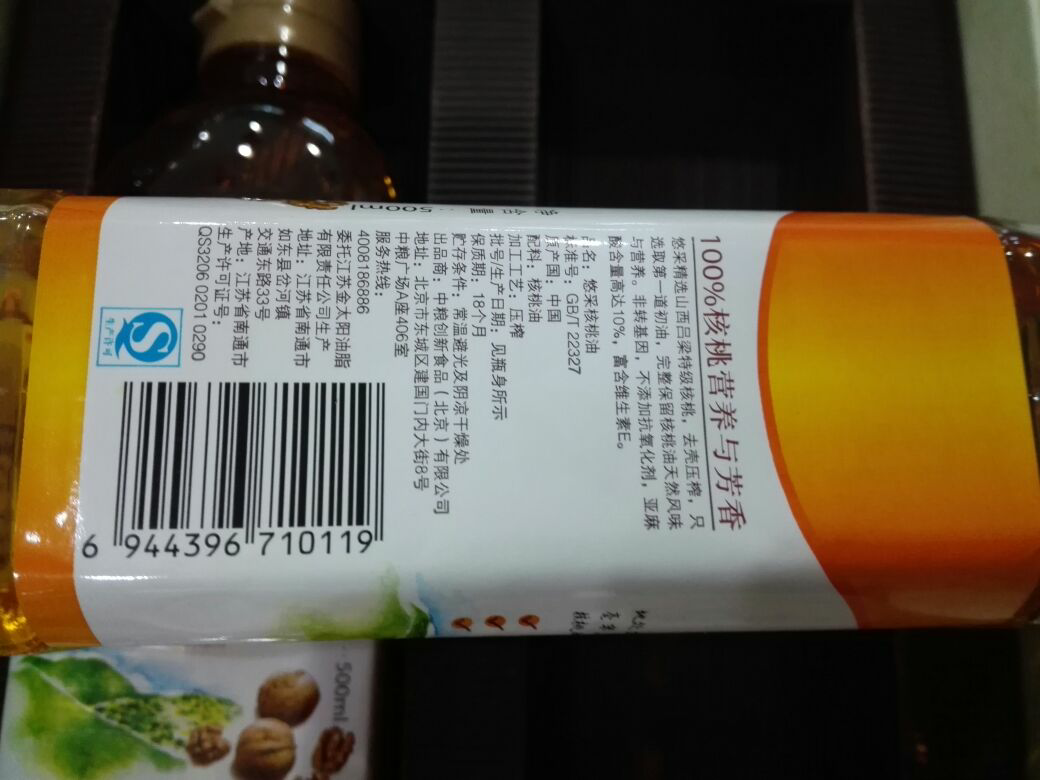 100%核桃营养与芳香
悠采精选山西吕梁特级核桃，去壳压榨，只
选取第一道初油，完整保留核桃油天然风味
与营养。非转基因，不添加抗氧化剂，亚麻
酸含量高达10%，富含维生素E。
品名：悠采核桃油
标准号：GB/T 22327
原产国：中国
配料：核桃油
加工工艺：压榨
批号/生产日期：见瓶身所示
保质期：18个月
贮存条件：常温避光及阴凉干燥处
出品商：中粮创新食品（北京）有限公司
地址：北京市东城区建国门内大街8号
中粮广场A座406室
服务热线：
4008186886
委托江苏金太阳油脂
有限责任公司生产
地址：江苏省南通市
如东县岔河镇
交通东路33号
产地：江苏省南通市
生产许可证号：
QS3206 0201 0290
生产许可
6 944396 710119
500ml
500ml